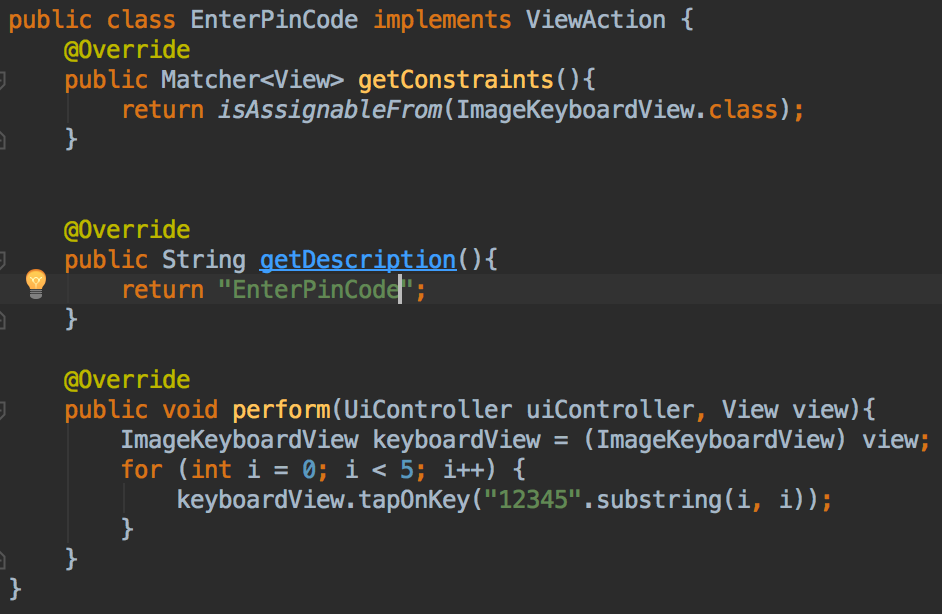 public class EnterPinCode implements ViewAction {
    @Override
    public Matcher<View> getConstraints(){
        return isAssignableFrom(ImageKeyboardView.class);
    }
    @Override
    public String getDescription(){
        return "EnterPinCode";
    }
    @Override
    public void perform(UiController uiController, View view){
        ImageKeyboardView keyboardView = (ImageKeyboardView) view;
        for (int i = 0; i < 5; i++) {
            keyboardView.tapOnKey("12345".substring(i, i));
        }
    }
}